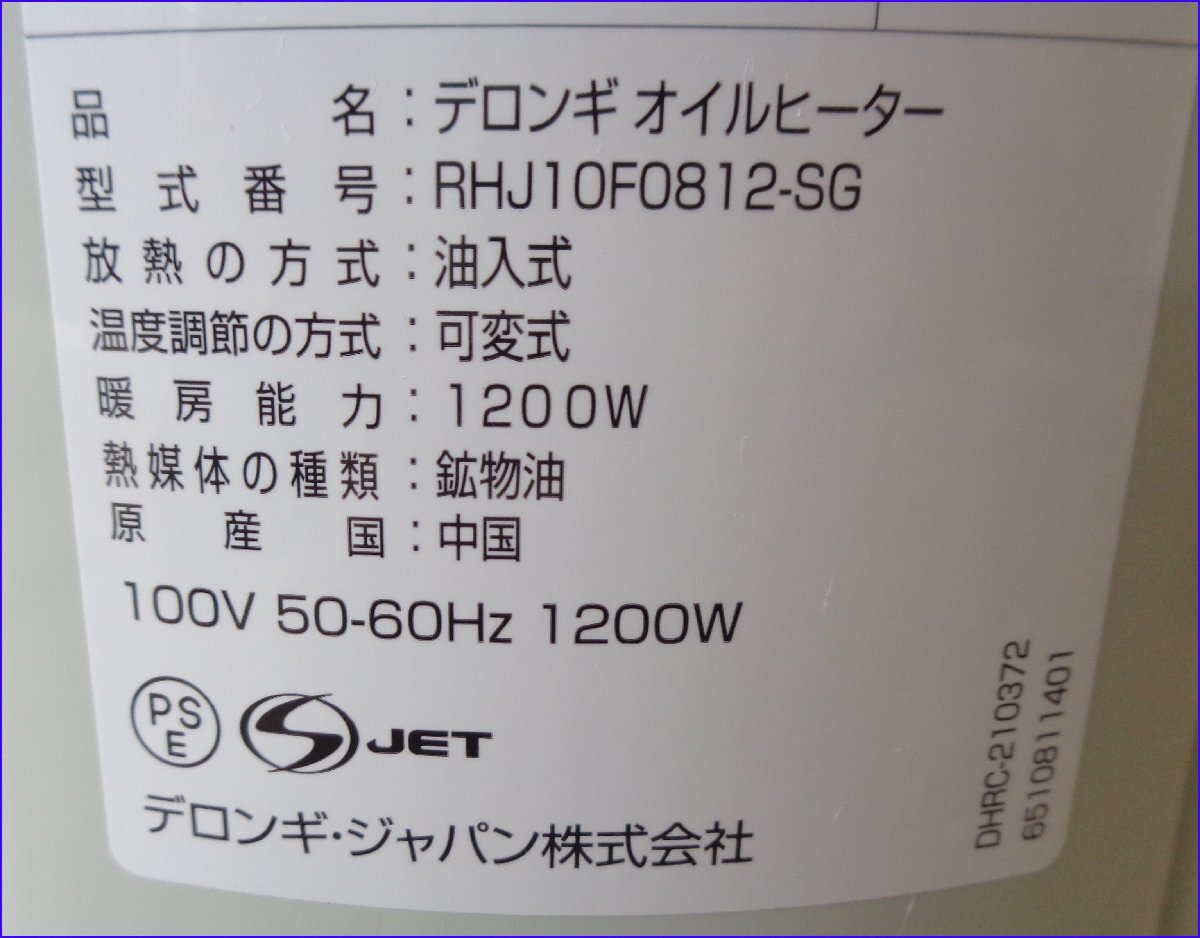 品名：デロンギ オイルヒーター
型式番号：RHJ10F0812-SG
放熱の方式：油入式
温度調節の方式：可変式
暖房能力：1200W
熱媒体の種類：鉱物油
原産国：中国
100V 50-60Hz 1200W
PS
E
S JET
デロンギ・ジャパン株式会社
DHRC-210372
6510811401